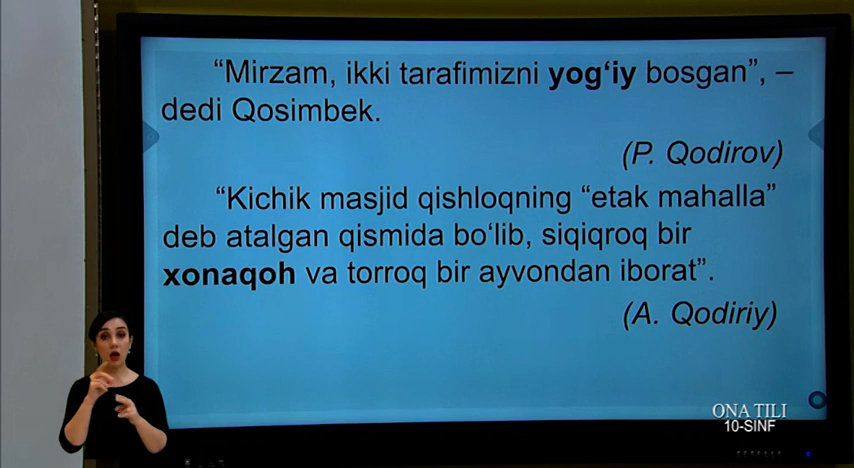 “Mirzam, ikki tarafimizni yog‘iy bosgan”, –
dedi Qosimbek.
(P. Qodirov)
“Kichik masjid qishloqning “etak mahalla”
deb atalgan qismida bo‘lib, siqiqroq bir
xonaqoh va torroq bir ayvondan iborat”.
(A. Qodiriy)
ONA TILI
10-SINF